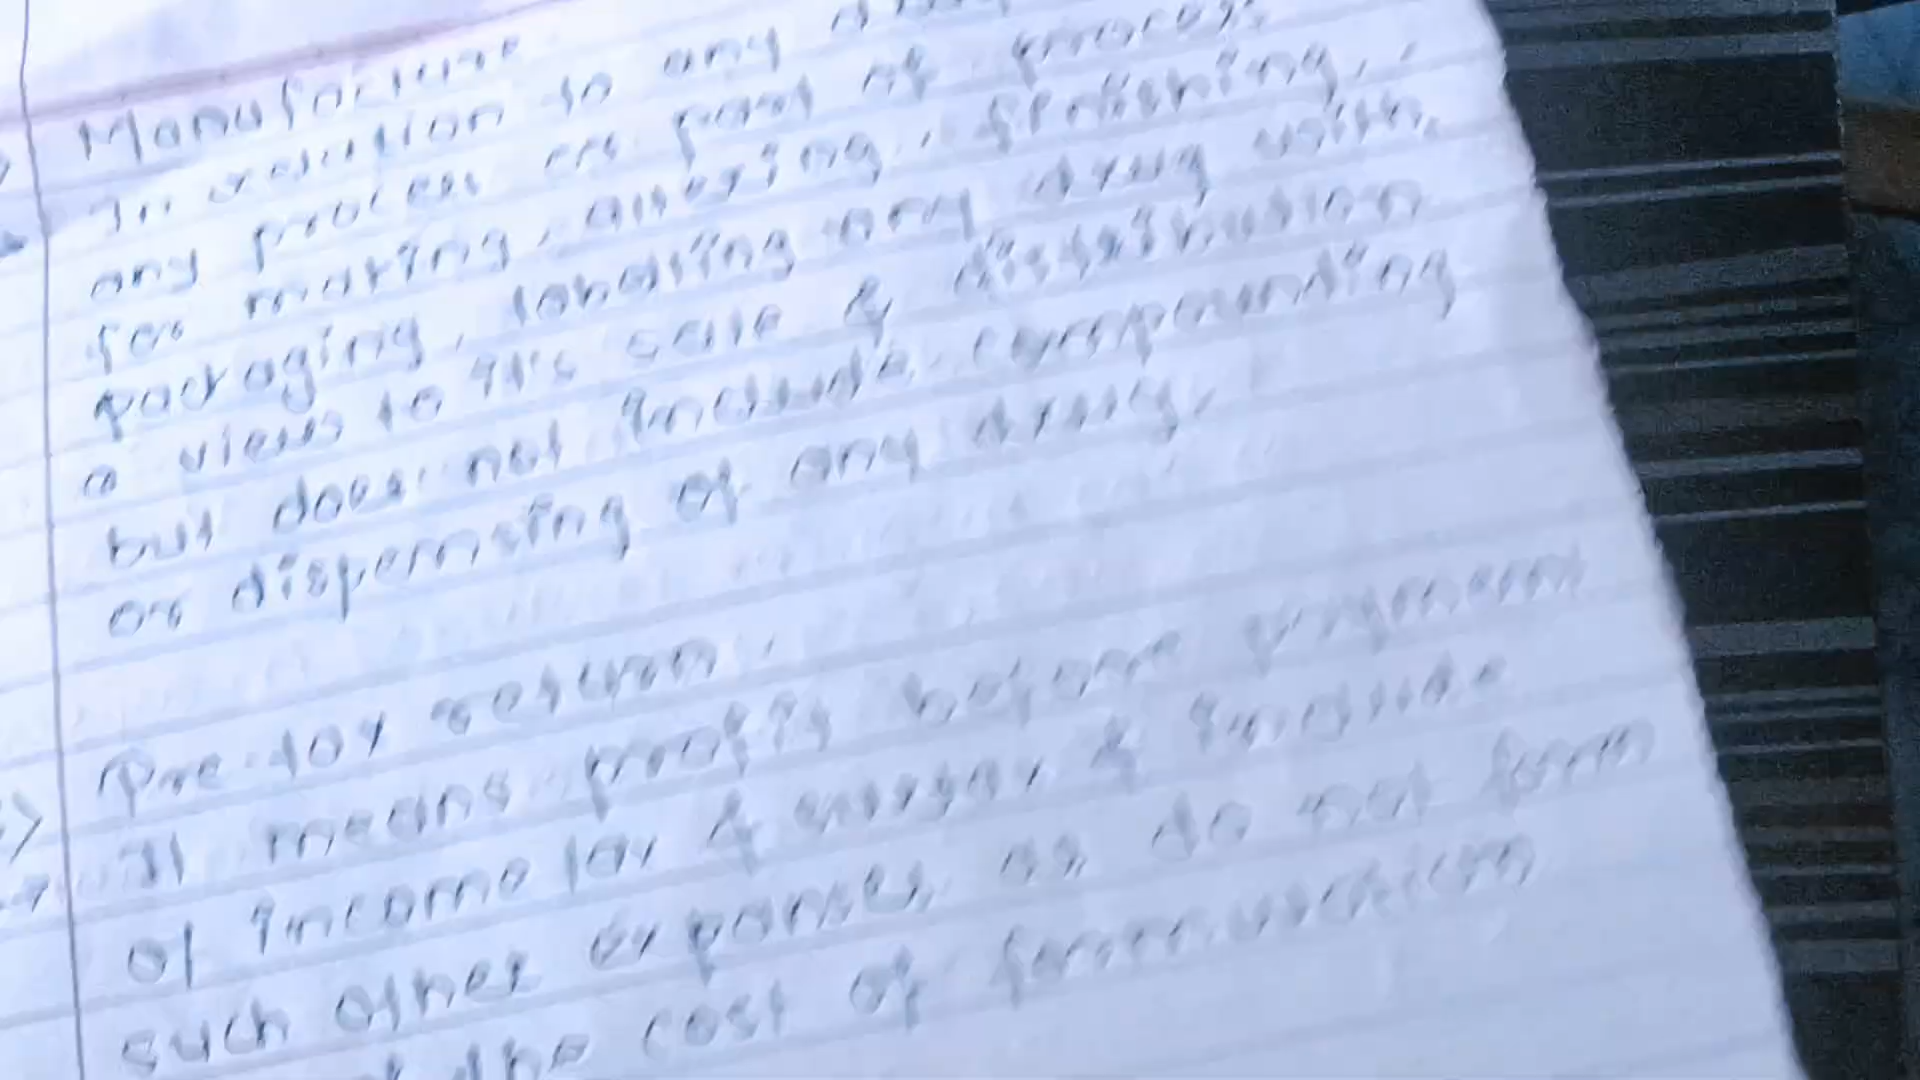 Manufacture
In relation to any drug
any process or part of process
for making, altering, finishing,
packaging, labelling any drug with
a view to it's sale & distribution
but does not include compounding
or dispensing of any drug.
Pre-tax return.
It means profits before payment
of income tax & & include
such other expenses as do not form
the cost of formulation